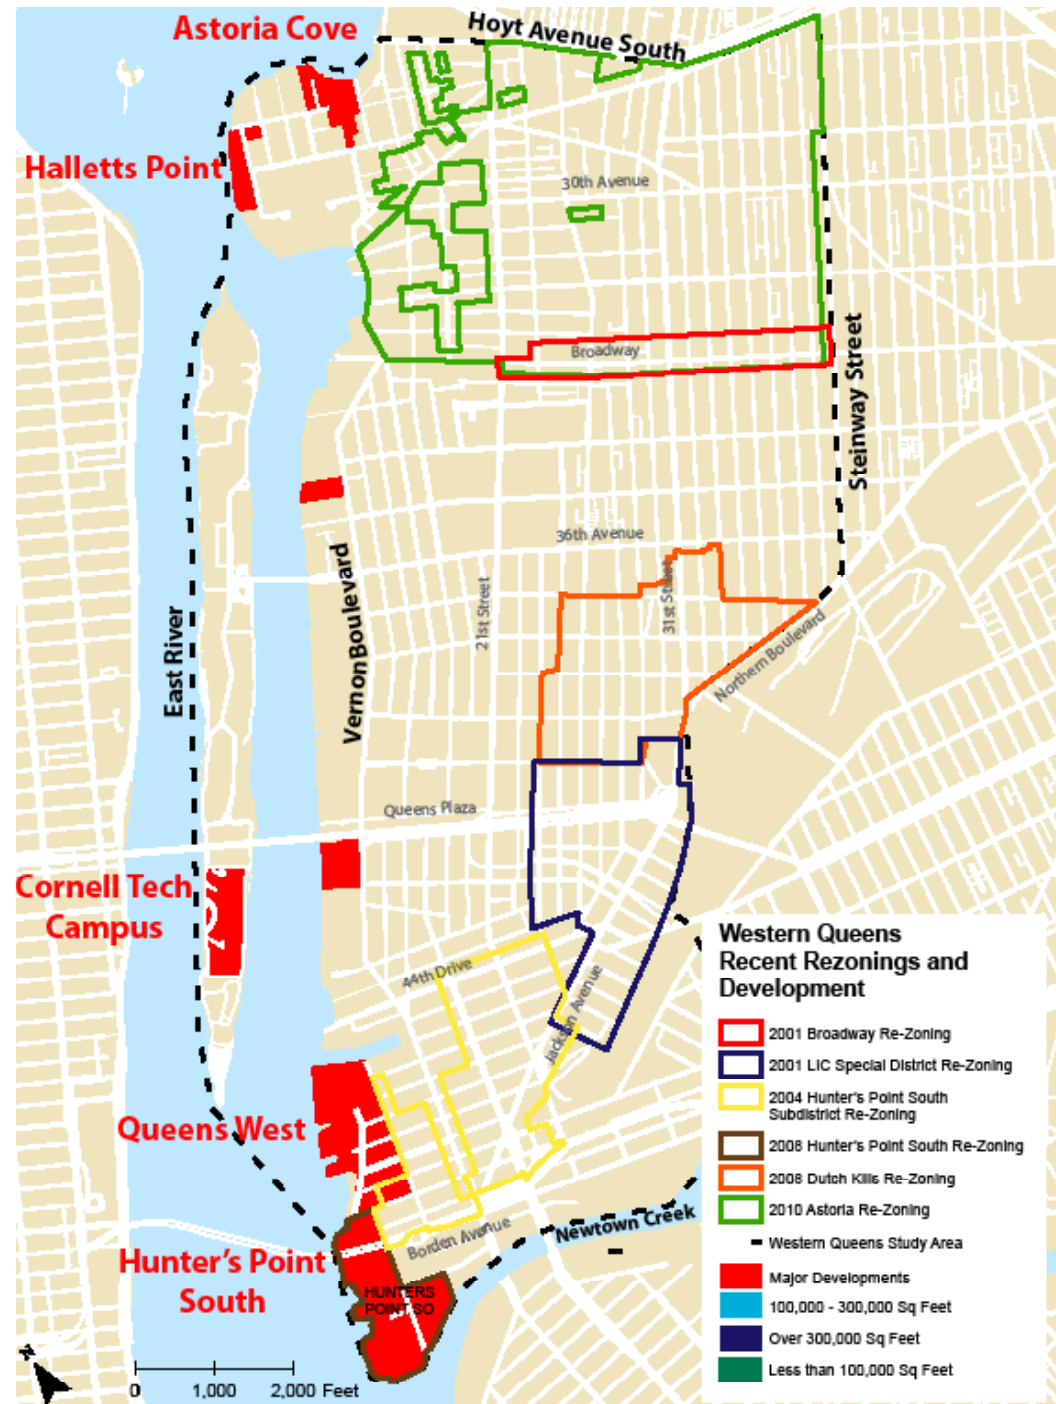 Astoria Cove
Hoyt Avenue South
Halletts Point
30th Avenue
Broadway
Steinway Street
36th Avenue
21st Street
31st Street
Vernon Boulevard
East River
Northern Boulevard
Queens Plaza
Cornell Tech
Campus
44th Drive
Jackson Avenue
Queens West
Borden Avenue
Newtown Creek
Hunter's Point
South
HUNTERS
POINT SO
N
0 1,000 2,000 Feet
Western Queens
Recent Rezonings and
Development
2001 Broadway Re-Zoning
2001 LIC Special District Re-Zoning
2004 Hunter's Point South
Subdistrict Re-Zoning
2008 Hunter's Point South Re-Zoning
2008 Dutch Kills Re-Zoning
2010 Astoria Re-Zoning
Western Queens Study Area
Major Developments
100,000 - 300,000 Sq Feet
Over 300,000 Sq Feet
Less than 100,000 Sq Feet